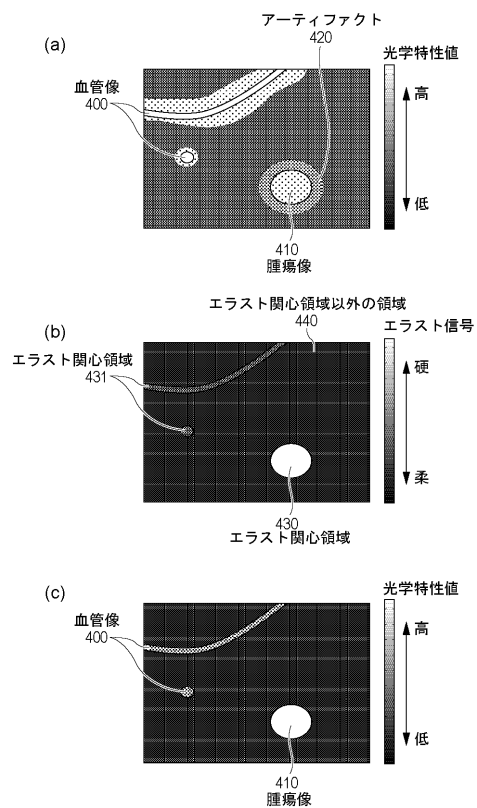 (a)
アーティファクト
420
光学特性値
血管像
400
高
低
410
腫瘍像
(b)
エラスト関心領域以外の領域
440
エラスト信号
エラスト関心領域
431
硬
柔
430
エラスト関心領域
(c)
光学特性値
血管像
400
高
低
410
腫瘍像